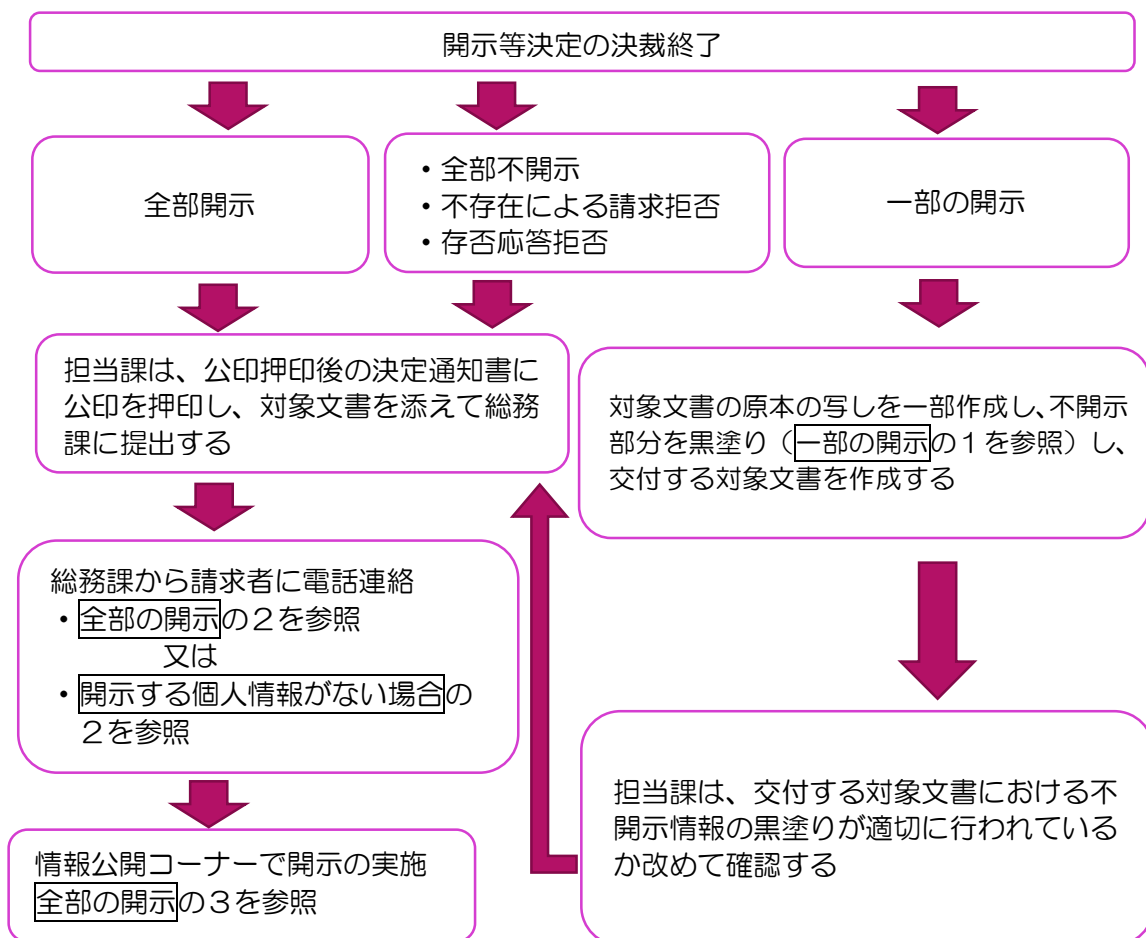 開示等決定の決裁終了
全部開示
・全部不開示
・不存在による請求拒否
・存否応答拒否
一部の開示
担当課は、公印押印後の決定通知書に
公印を押印し、対象文書を添えて総務
課に提出する
対象文書の原本の写しを一部作成し、不開示
部分を黒塗り（一部の開示の１を参照）し、
交付する対象文書を作成する
総務課から請求者に電話連絡
・全部の開示の２を参照
又は
・開示する個人情報がない場合の
２を参照
担当課は、交付する対象文書における不
開示情報の黒塗りが適切に行われている
か改めて確認する
情報公開コーナーで開示の実施
全部の開示の３を参照